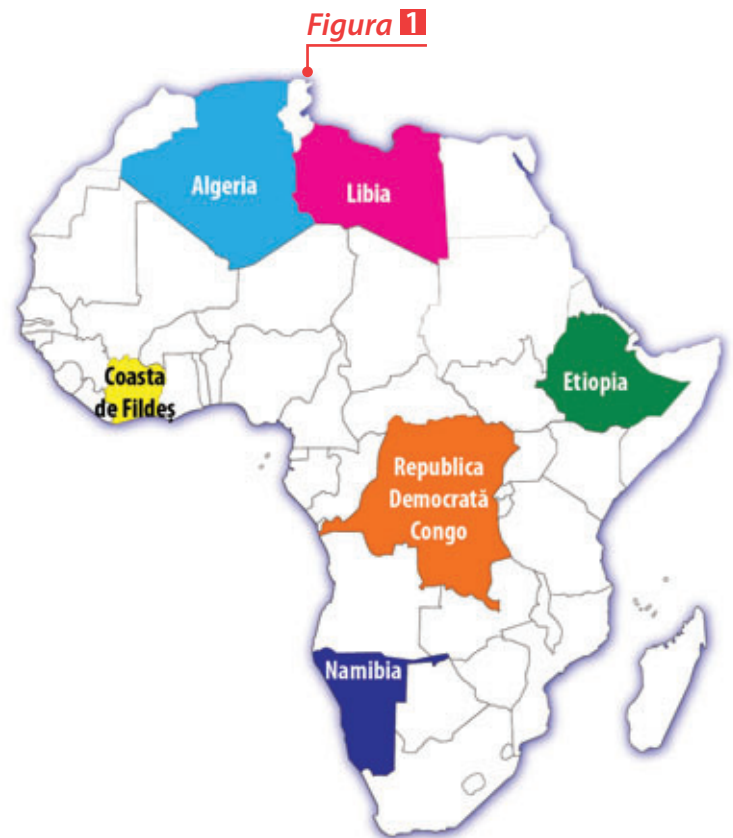 Figura 1
Algeria
Libia
Coasta
de Fildeș
Etiopia
Republica
Democrată
Congo
Namibia